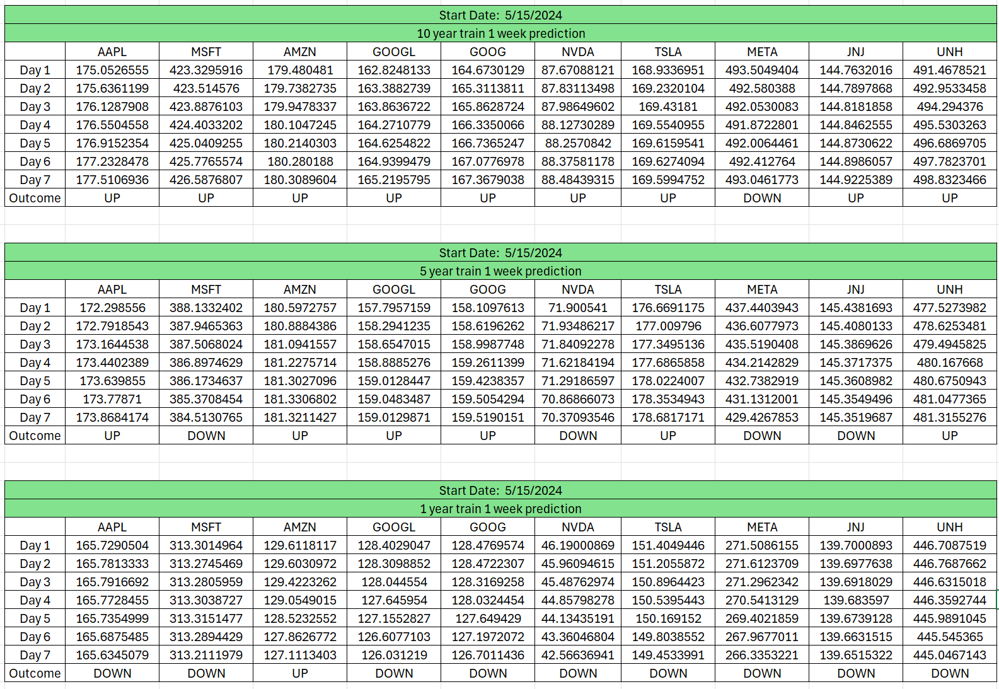 Start Date:  5/15/2024
10 year train 1 week prediction
AAPL MSFT AMZN GOOGL GOOG NVDA TSLA META JNJ UNH
Day 1 175.0526555 423.3295916 179.480481 162.8248133 164.6730129 87.67088121 168.9336951 493.5049404 144.7632016 491.4678521
Day 2 175.6361199 423.514576 179.7382735 163.3882739 165.3113811 87.83113498 169.2320104 492.580388 144.7897868 492.9533458
Day 3 176.1287908 423.8876103 179.9478337 163.8636722 165.8628724 87.98649602 169.43181 492.0530083 144.8181858 494.294376
Day 4 176.5504558 424.4033202 180.1047245 164.2710779 166.3350066 88.12730289 169.5540955 491.8722801 144.8462555 495.5303263
Day 5 176.9152354 425.0409255 180.2140303 164.6254822 166.7365247 88.2570842 169.6159541 492.0064461 144.8730622 496.6869705
Day 6 177.2328478 425.7765574 180.280188 164.9399479 167.0776978 88.37581178 169.6274094 492.412764 144.8986057 497.7823701
Day 7 177.5106936 426.5876807 180.3089604 165.2195795 167.3679038 88.48439315 169.5994752 493.0461773 144.9225389 498.8323466
Outcome UP UP UP UP UP UP UP DOWN UP UP
Start Date:  5/15/2024
5 year train 1 week prediction
AAPL MSFT AMZN GOOGL GOOG NVDA TSLA META JNJ UNH
Day 1 172.298556 388.1332402 180.5972757 157.7957159 158.1097613 71.900541 176.6691175 437.4403943 145.4381693 477.5273982
Day 2 172.7918543 387.9465363 180.8884386 158.2941235 158.6196262 71.93486217 177.009796 436.6077973 145.4080133 478.6253481
Day 3 173.1644538 387.5068024 181.0941557 158.6547015 158.9987748 71.84092278 177.3495136 435.5190408 145.3869626 479.4945825
Day 4 173.4402389 386.8974629 181.2275714 158.8885276 159.2611399 71.62184194 177.6865858 434.2142829 145.3717375 480.167668
Day 5 173.639855 386.1734637 181.3027096 159.0128447 159.4238357 71.29186597 178.0224007 432.7382919 145.3608982 480.6750943
Day 6 173.77871 385.3708454 181.3306802 159.0483487 159.5054294 70.86866073 178.3534943 431.1312001 145.3549496 481.0477365
Day 7 173.8684174 384.5130765 181.3211427 159.0129871 159.5190151 70.37093546 178.6817171 429.4267853 145.3519687 481.3155276
Outcome UP DOWN UP UP UP DOWN UP DOWN DOWN UP
Start Date:  5/15/2024
1 year train 1 week prediction
AAPL MSFT AMZN GOOGL GOOG NVDA TSLA META JNJ UNH
Day 1 165.7290504 313.3014964 129.6118117 128.4029047 128.4769574 46.19000869 151.4049446 271.5086155 139.7000893 446.7087519
Day 2 165.7813333 313.2745469 129.6030972 128.3098852 128.4722307 45.96094615 151.2055872 271.6123709 139.6977638 446.7687662
Day 3 165.7916692 313.2805959 129.4223262 128.044554 128.3169258 45.48762974 150.8964423 271.2962342 139.6918029 446.6315018
Day 4 165.7728455 313.3038727 129.0549015 127.645954 128.0324454 44.85798278 150.5395443 270.5413129 139.683597 446.3592744
Day 5 165.7354999 313.3151477 128.5232552 127.1552827 127.649429 44.13435191 150.169152 269.4021859 139.6739128 445.9891045
Day 6 165.6875485 313.2894429 127.8626772 126.6077103 127.1972072 43.36046804 149.8038552 267.9677011 139.6631515 445.545365
Day 7 165.6345079 313.2111979 127.1113403 126.031219 126.7011436 42.56636941 149.4533991 266.3353221 139.6515322 445.0467143
Outcome DOWN DOWN UP DOWN DOWN DOWN DOWN DOWN DOWN DOWN